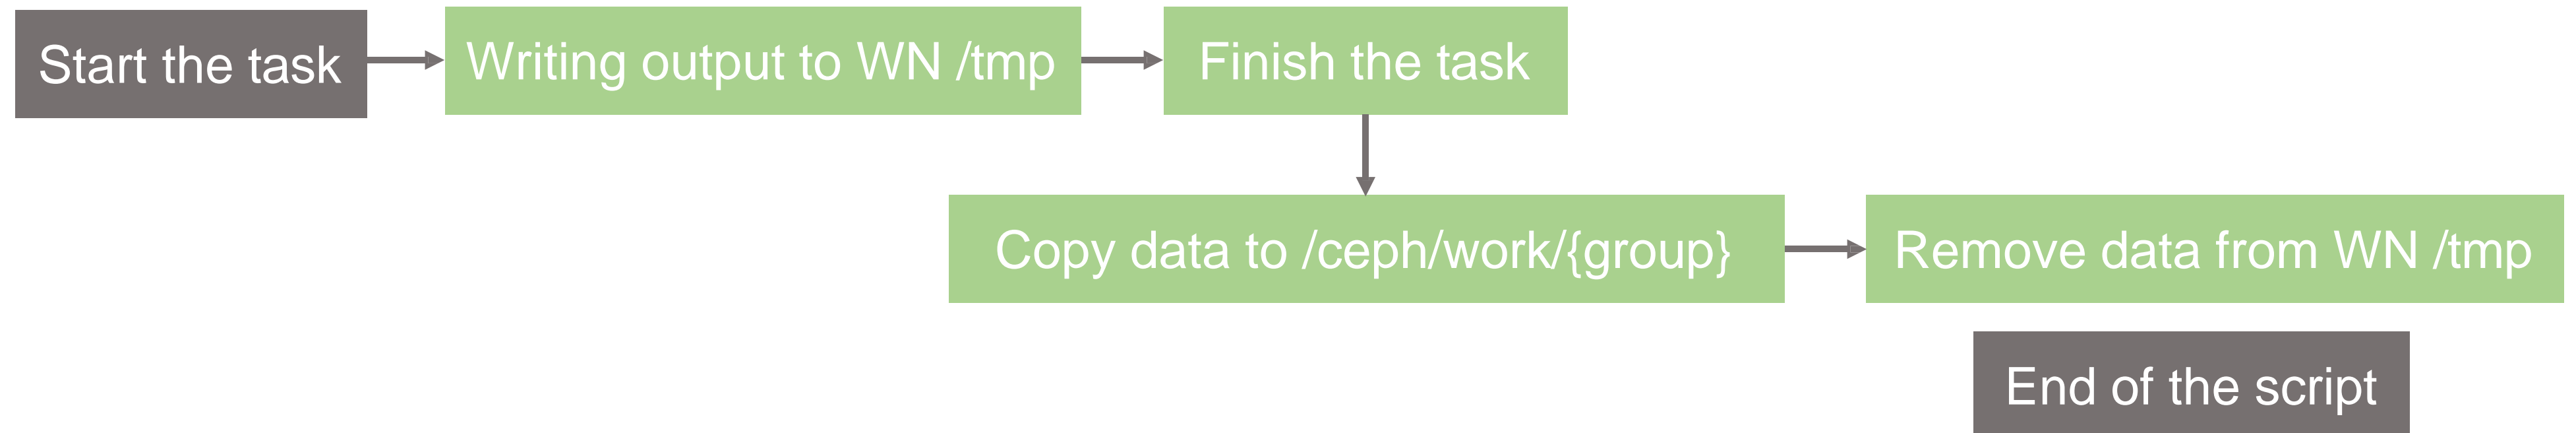 Start the task
Writing output to WN /tmp
Finish the task
Copy data to /ceph/work/{group}
Remove data from WN /tmp
End of the script